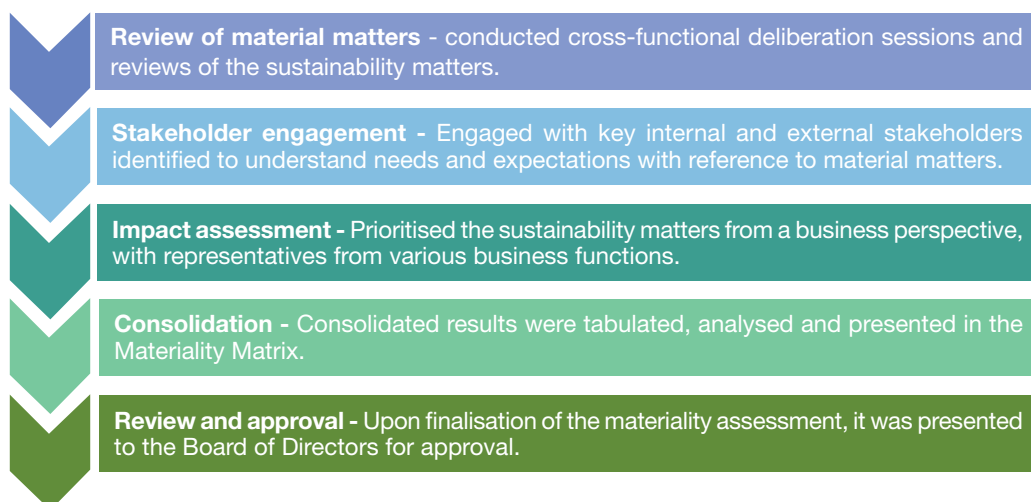 Review of material matters - conducted cross-functional deliberation sessions and
reviews of the sustainability matters.
Stakeholder engagement - Engaged with key internal and external stakeholders
identified to understand needs and expectations with reference to material matters.
Impact assessment - Prioritised the sustainability matters from a business perspective,
with representatives from various business functions.
Consolidation - Consolidated results were tabulated, analysed and presented in the
Materiality Matrix.
Review and approval - Upon finalisation of the materiality assessment, it was presented
to the Board of Directors for approval.